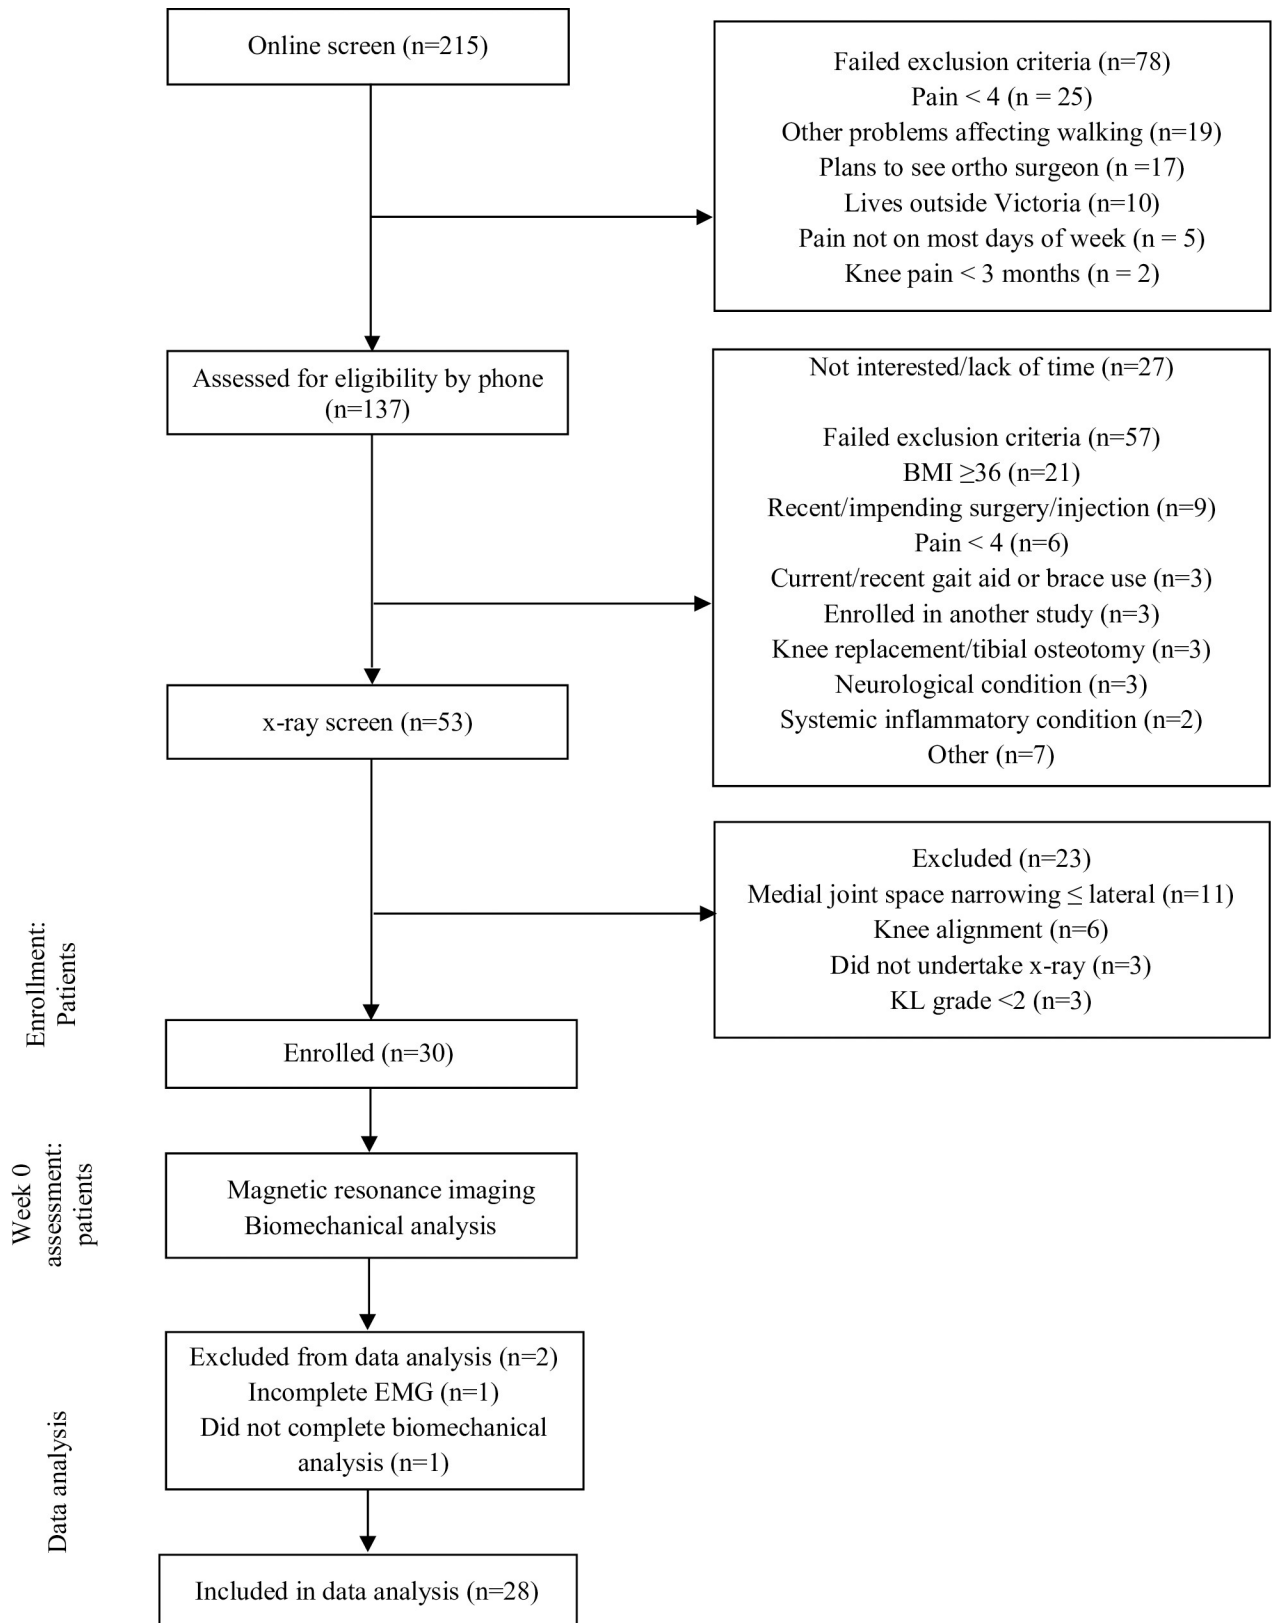 Online screen (n=215)
Failed exclusion criteria (n=78)
Pain < 4 (n = 25)
Other problems affecting walking (n=19)
Plans to see ortho surgeon (n =17)
Lives outside Victoria (n=10)
Pain not on most days of week (n = 5)
Knee pain < 3 months (n = 2)
Assessed for eligibility by phone
(n=137)
Not interested/lack of time (n=27)
Failed exclusion criteria (n=57)
BMI ≥36 (n=21)
Recent/impending surgery/injection (n=9)
Pain < 4 (n=6)
Current/recent gait aid or brace use (n=3)
Enrolled in another study (n=3)
Knee replacement/tibial osteotomy (n=3)
Neurological condition (n=3)
Systemic inflammatory condition (n=2)
Other (n=7)
x-ray screen (n=53)
Excluded (n=23)
Medial joint space narrowing ≤ lateral (n=11)
Knee alignment (n=6)
Did not undertake x-ray (n=3)
KL grade <2 (n=3)
Enrollment:
Patients
Enrolled (n=30)
Week 0
assessment:
patients
Magnetic resonance imaging
Biomechanical analysis
Data analysis
Excluded from data analysis (n=2)
Incomplete EMG (n=1)
Did not complete biomechanical
analysis (n=1)
Included in data analysis (n=28)